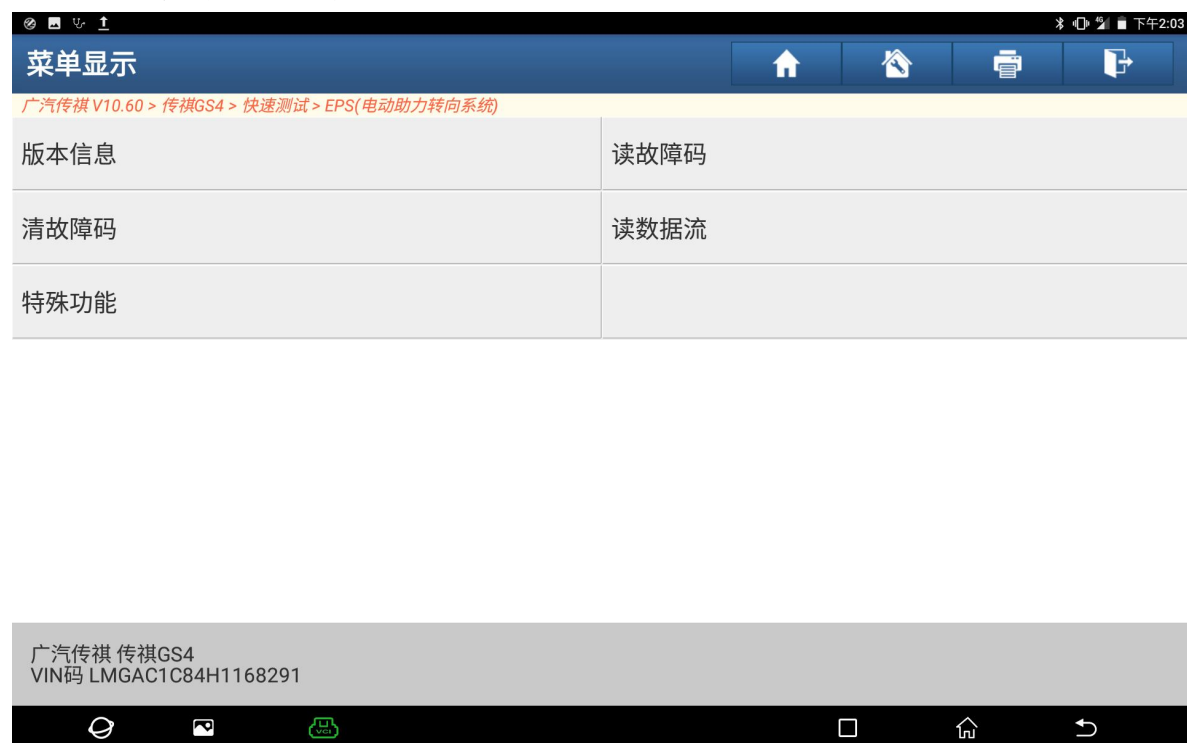 下午2:03
菜单显示
广汽传祺 V10.60 > 传祺GS4 > 快速测试 > EPS(电动助力转向系统)
版本信息
读故障码
清故障码
读数据流
特殊功能
广汽传祺 传祺GS4
VIN码 LMGAC1C84H1168291
VCI